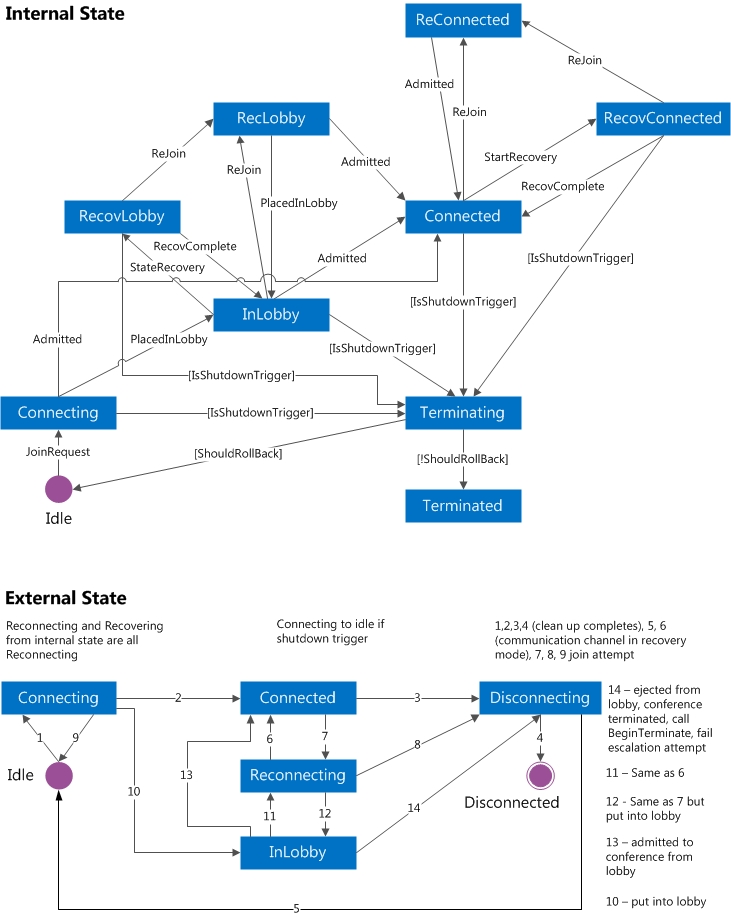 Internal State
ReConnected
Admitted
ReJoin
ReJoin
RecLobby
RecovConnected
ReJoin
ReJoin
Admitted
StartRecovery
RecovComplete
PlacedInLobby
RecovLobby
Connected
RecovComplete
StateRecovery
Admitted
[IsShutdownTrigger]
[IsShutdownTrigger]
InLobby
Admitted
PlacedInLobby
[IsShutdownTrigger]
[IsShutdownTrigger]
Connecting
[IsShutdownTrigger]
Terminating
JoinRequest
[ShouldRollBack]
[!ShouldRollBack]
Idle
Terminated
External State
Reconnecting and Recovering
from internal state are all
Reconnecting
Connecting to idle if
shutdown trigger
1,2,3,4 (clean up completes), 5, 6
(communication channel in recovery
mode), 7, 8, 9 join attempt
Connecting
2
Connected
3
Disconnecting
14 – ejected from
lobby, conference
terminated, call
BeginTerminate, fail
escalation attempt
1
9
6
7
8
4
Idle
13
Reconnecting
Disconnected
11 – Same as 6
10
11
12
14
12 - Same as 7 but
put into lobby
InLobby
13 – admitted to
conference from
lobby
10 – put into lobby
5